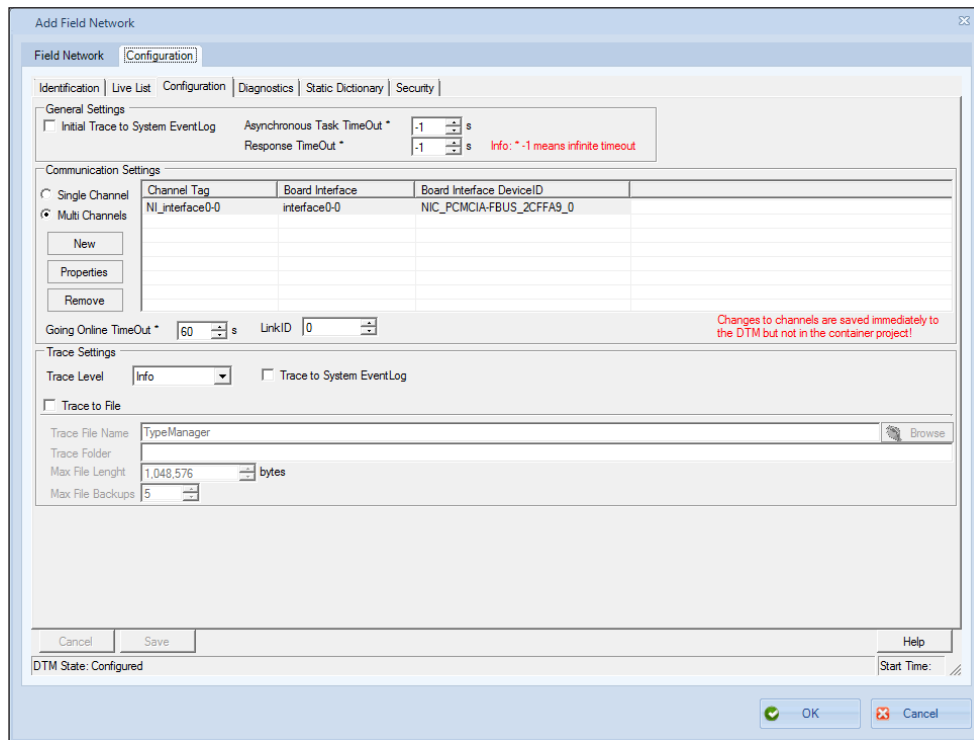 Add Field Network
Field Network Configuration
Identification Live List Configuration Diagnostics Static Dictionary Security
General Settings
Initial Trace to System EventLog Asynchronous Task TimeOut * -1 s
Response TimeOut * -1 s Info: * -1 means infinite timeout
Communication Settings
Single Channel
Multi Channels
New
Properties
Remove
Channel Tag Board Interface Board Interface DeviceID
NI_interface0-0 interface0-0 NIC_PCMCIA-FBUS_2CFFA9_0
Going Online TimeOut * 60 s LinkID 0
Changes to channels are saved immediately to
the DTM but not in the container project!
Trace Settings
Trace Level Info Trace to System EventLog
Trace to File
Trace File Name TypeManager Browse
Trace Folder
Max File Lenght 1,048,576 bytes
Max File Backups 5
Cancel Save Help
DTM State: Configured Start Time:
OK Cancel